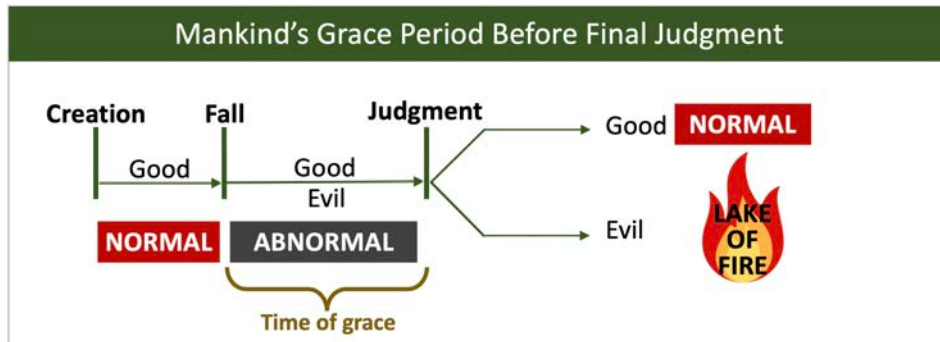 Mankind's Grace Period Before Final Judgment
Creation Fall Judgment
Good NORMAL
Good Good
Evil
NORMAL ABNORMAL
Evil
LAKE
OF
FIRE
Time of grace